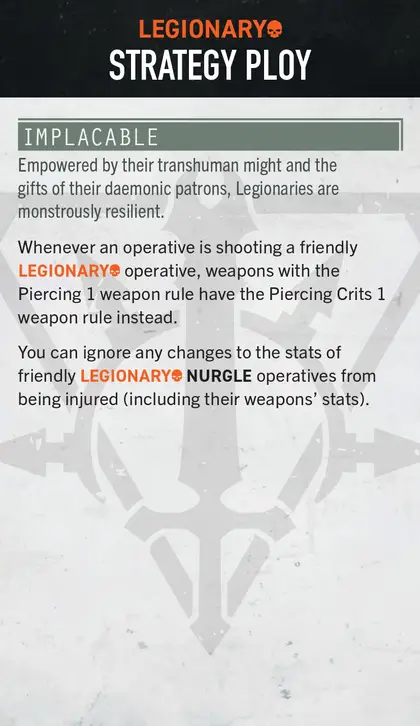 LEGIONARY
STRATEGY PLOY
IMPLACABLE
Empowered by their transhuman might and the
gifts of their daemonic patrons, Legionaries are
monstrously resilient.
Whenever an operative is shooting a friendly
LEGIONARY operative, weapons with the
Piercing 1 weapon rule have the Piercing Crits 1
weapon rule instead.
You can ignore any changes to the stats of
friendly LEGIONARY NURGLE operatives from
being injured (including their weapons’ stats).